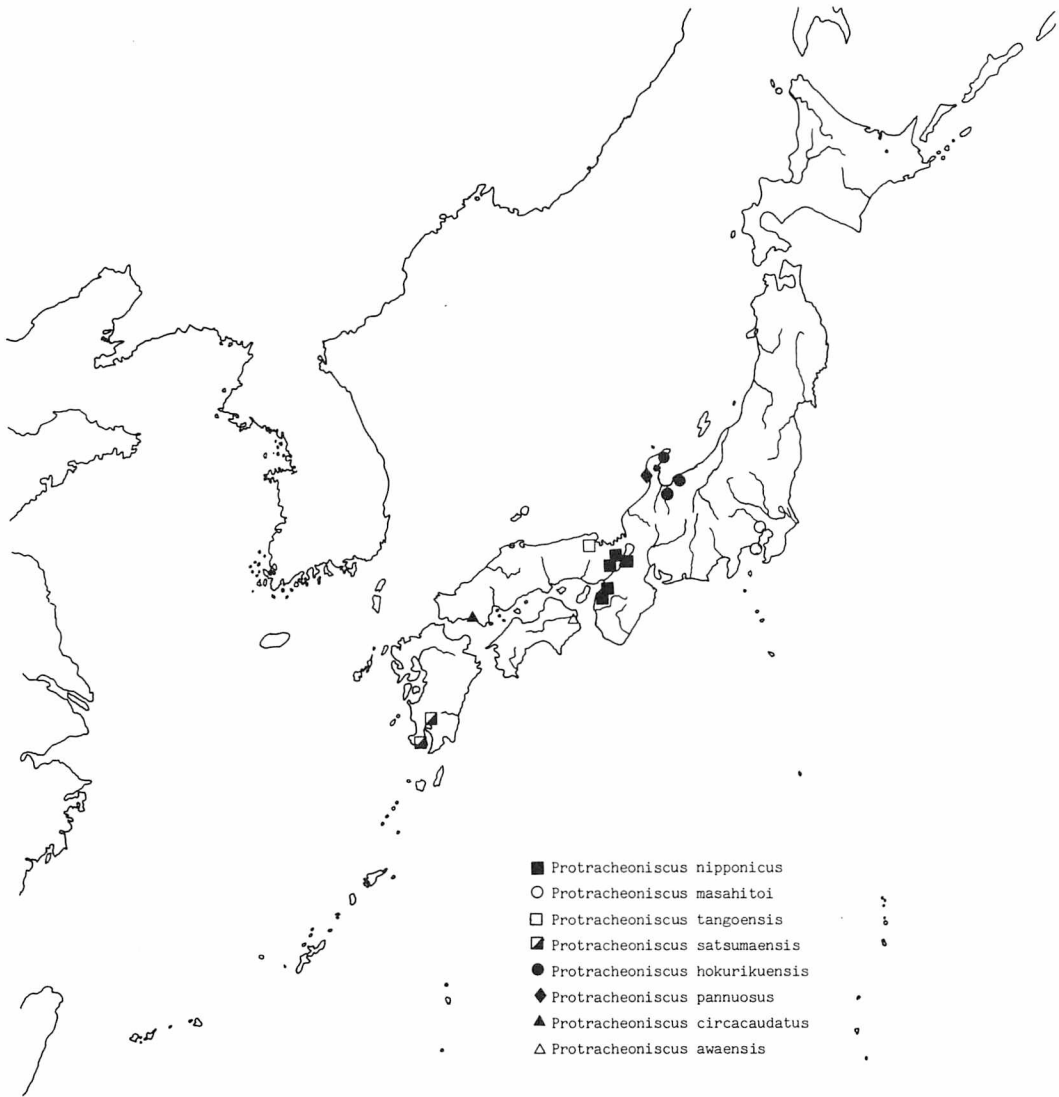 Protracheoniscus nipponicus
Protracheoniscus masahitoi
Protracheoniscus tangoensis
Protracheoniscus satsumaensis
Protracheoniscus hokurikuensis
Protracheoniscus pannuosus
Protracheoniscus circacaudatus
Protracheoniscus awaensis